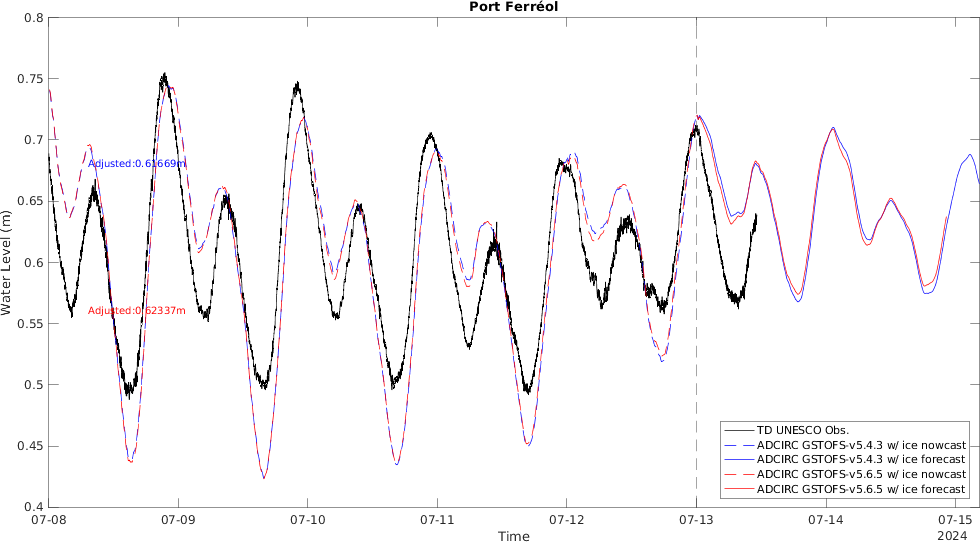 Port Ferréol
0.8
0.75
0.7
0.65
0.6
0.55
0.5
0.45
0.4
Water Level (m)
Adjusted:0.61669m
Adjusted:0.62337m
TD UNESCO Obs.
ADCIRC GSTOFS-v5.4.3 w/ ice nowcast
ADCIRC GSTOFS-v5.4.3 w/ ice forecast
ADCIRC GSTOFS-v5.6.5 w/ ice nowcast
ADCIRC GSTOFS-v5.6.5 w/ ice forecast
07-08 07-09 07-10 07-11 07-12 07-13 07-14 07-15
Time
2024